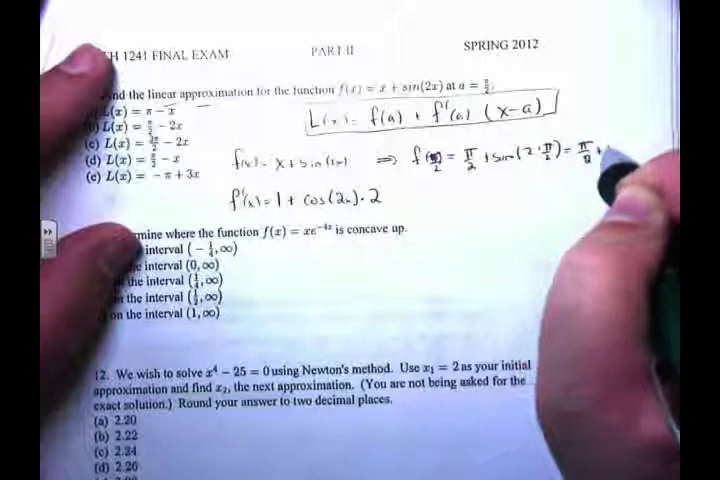 1241 FINAL EXAM PART II SPRING 2012
nd the linear approximation for the function f(x) = x + sin(2x) at a = π/2.
L(x) = π − x
L(x) = − 2x
(c) L(x) = − 2x
(d) L(x) = − x
(e) L(x) = −π + 3x
L(x) = f(a) + f'(a) (x−a)
f(x) = x + sin(2x) ⟹ f(π/2) = π/2 + sin(2·π/2) = π/2 +
f'(x) = 1 + cos(2x)·2
mine where the function f(x) = xe⁻⁴ˣ is concave up.
interval (−1/4, ∞)
e interval (0, ∞)
the interval (1/4, ∞)
the interval (1/2, ∞)
on the interval (1, ∞)
12. We wish to solve x⁴ − 25 = 0 using Newton's method. Use x₁ = 2 as your initial
approximation and find x₂, the next approximation. (You are not being asked for the
exact solution.) Round your answer to two decimal places.
(a) 2.20
(b) 2.22
(c) 2.24
(d) 2.26